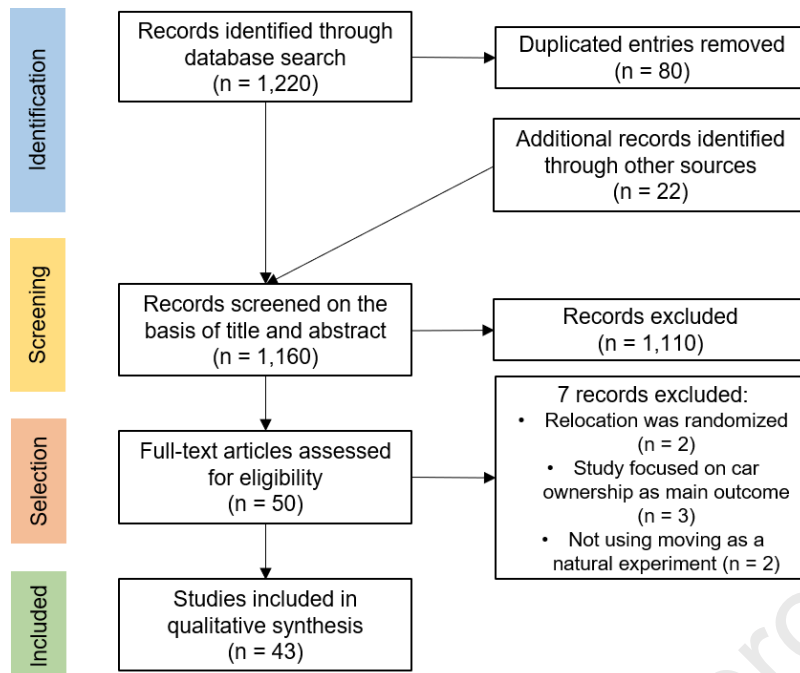 Identification
Records identified through
database search
(n = 1,220)
Duplicated entries removed
(n = 80)
Additional records identified
through other sources
(n = 22)
Screening
Records screened on the
basis of title and abstract
(n = 1,160)
Records excluded
(n = 1,110)
Selection
Full-text articles assessed
for eligibility
(n = 50)
7 records excluded:
• Relocation was randomized
(n = 2)
• Study focused on car
ownership as main outcome
(n = 3)
• Not using moving as a
natural experiment (n = 2)
Included
Studies included in
qualitative synthesis
(n = 43)